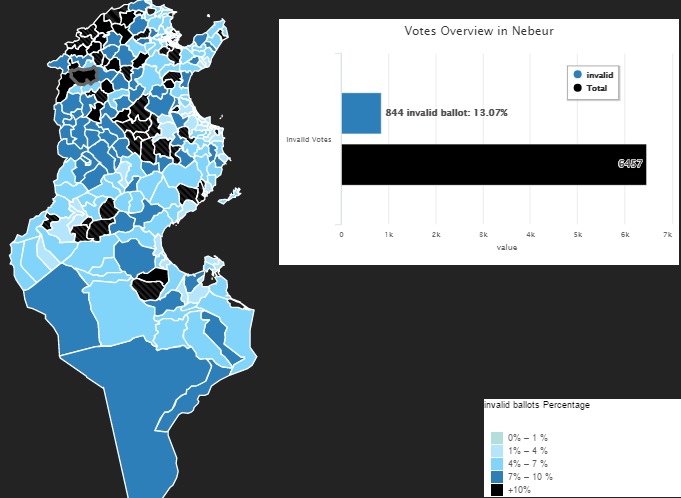 Votes Overview in Nebeur
invalid
Total
844 invalid ballot: 13.07%
Invalid Votes
6457
0 1k 2k 3k 4k 5k 6k 7k
value
invalid ballots Percentage
0% – 1 %
1% – 4 %
4% – 7 %
7% – 10 %
+10%